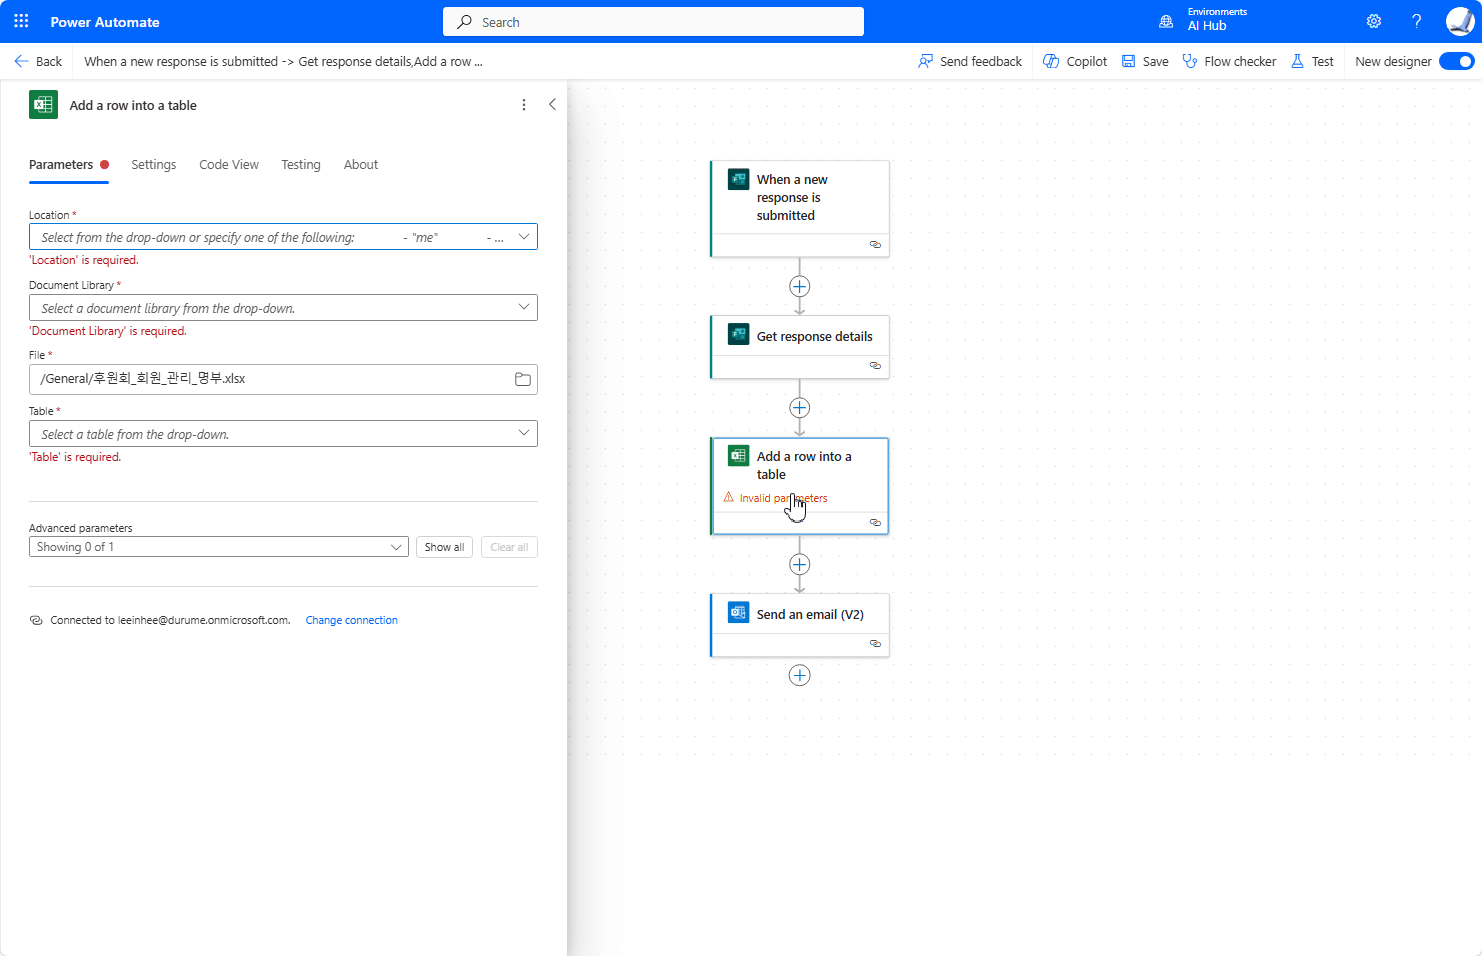 Power Automate
Search
Environments
AI Hub
Back
When a new response is submitted -> Get response details,Add a row ...
Send feedback
Copilot
Save
Flow checker
Test
New designer
Add a row into a table
Parameters
Settings
Code View
Testing
About
Location *
Select from the drop-down or specify one of the following: - "me" - ...
'Location' is required.
Document Library *
Select a document library from the drop-down.
'Document Library' is required.
File *
/General/후원회_회원_관리_명부.xlsx
Table *
Select a table from the drop-down.
'Table' is required.
Advanced parameters
Showing 0 of 1
Show all
Clear all
Connected to leeinhee@durume.onmicrosoft.com.
Change connection
When a new
response is
submitted
Get response details
Add a row into a
table
Invalid parameters
Send an email (V2)